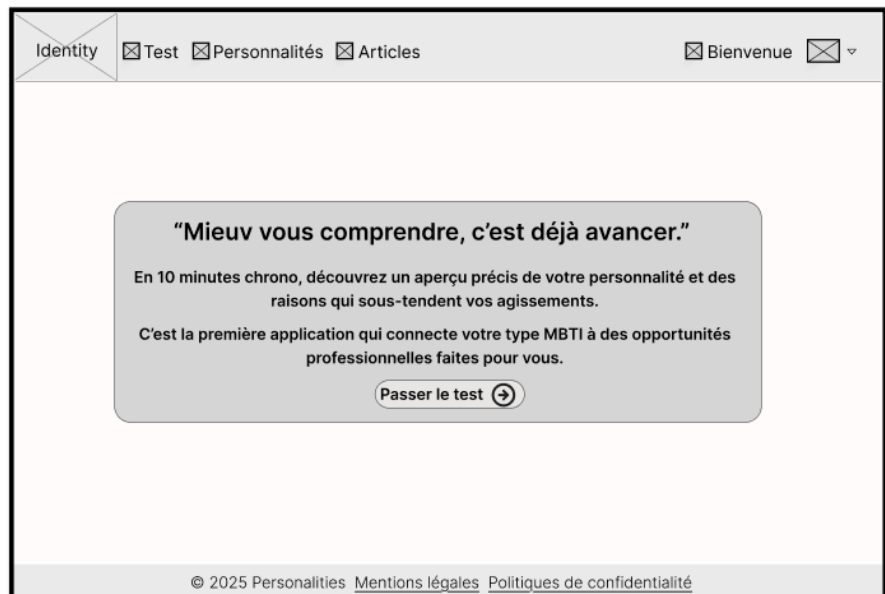 Identity Test Personnalités Articles Bienvenue
“Mieuv vous comprendre, c’est déjà avancer.”
En 10 minutes chrono, découvrez un aperçu précis de votre personnalité et des
raisons qui sous-tendent vos agissements.
C’est la première application qui connecte votre type MBTI à des opportunités
professionnelles faites pour vous.
Passer le test
© 2025 Personalities Mentions légales Politiques de confidentialité